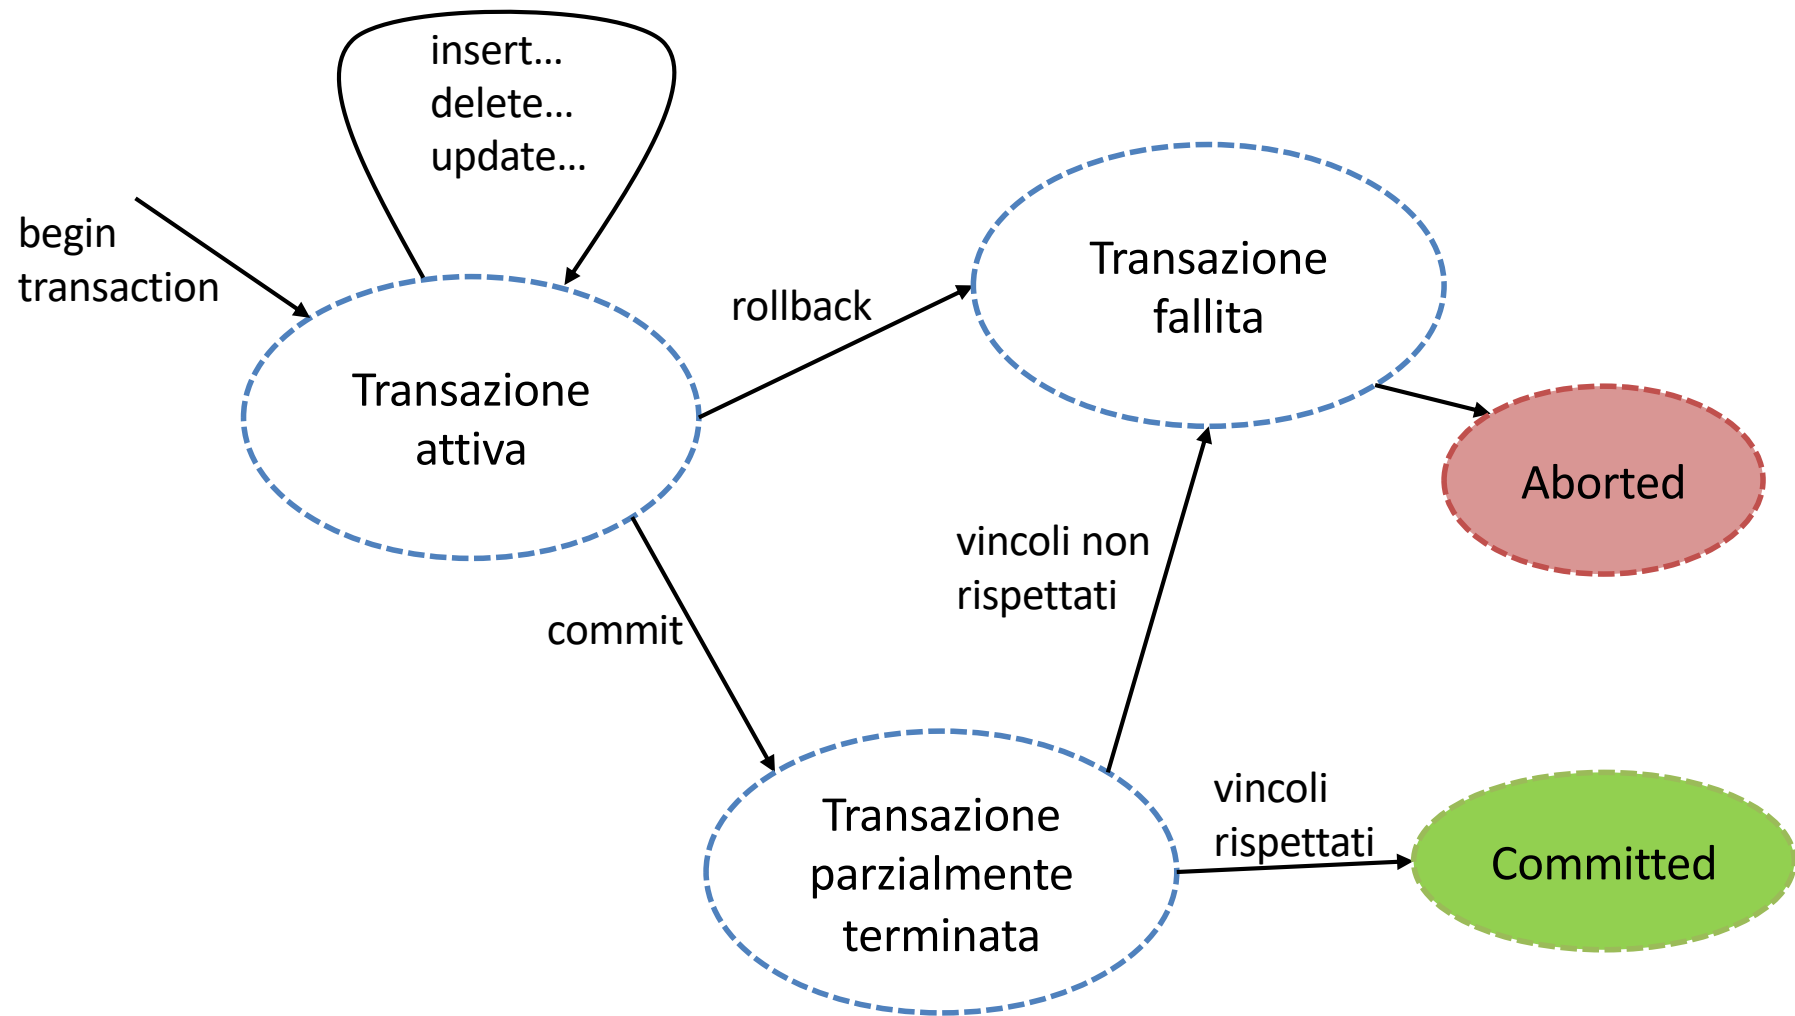 insert…
delete…
update…
begin
transaction
rollback
Transazione
fallita
Transazione
attiva
Aborted
vincoli non
rispettati
commit
Transazione
parzialmente
terminata
vincoli
rispettati
Committed